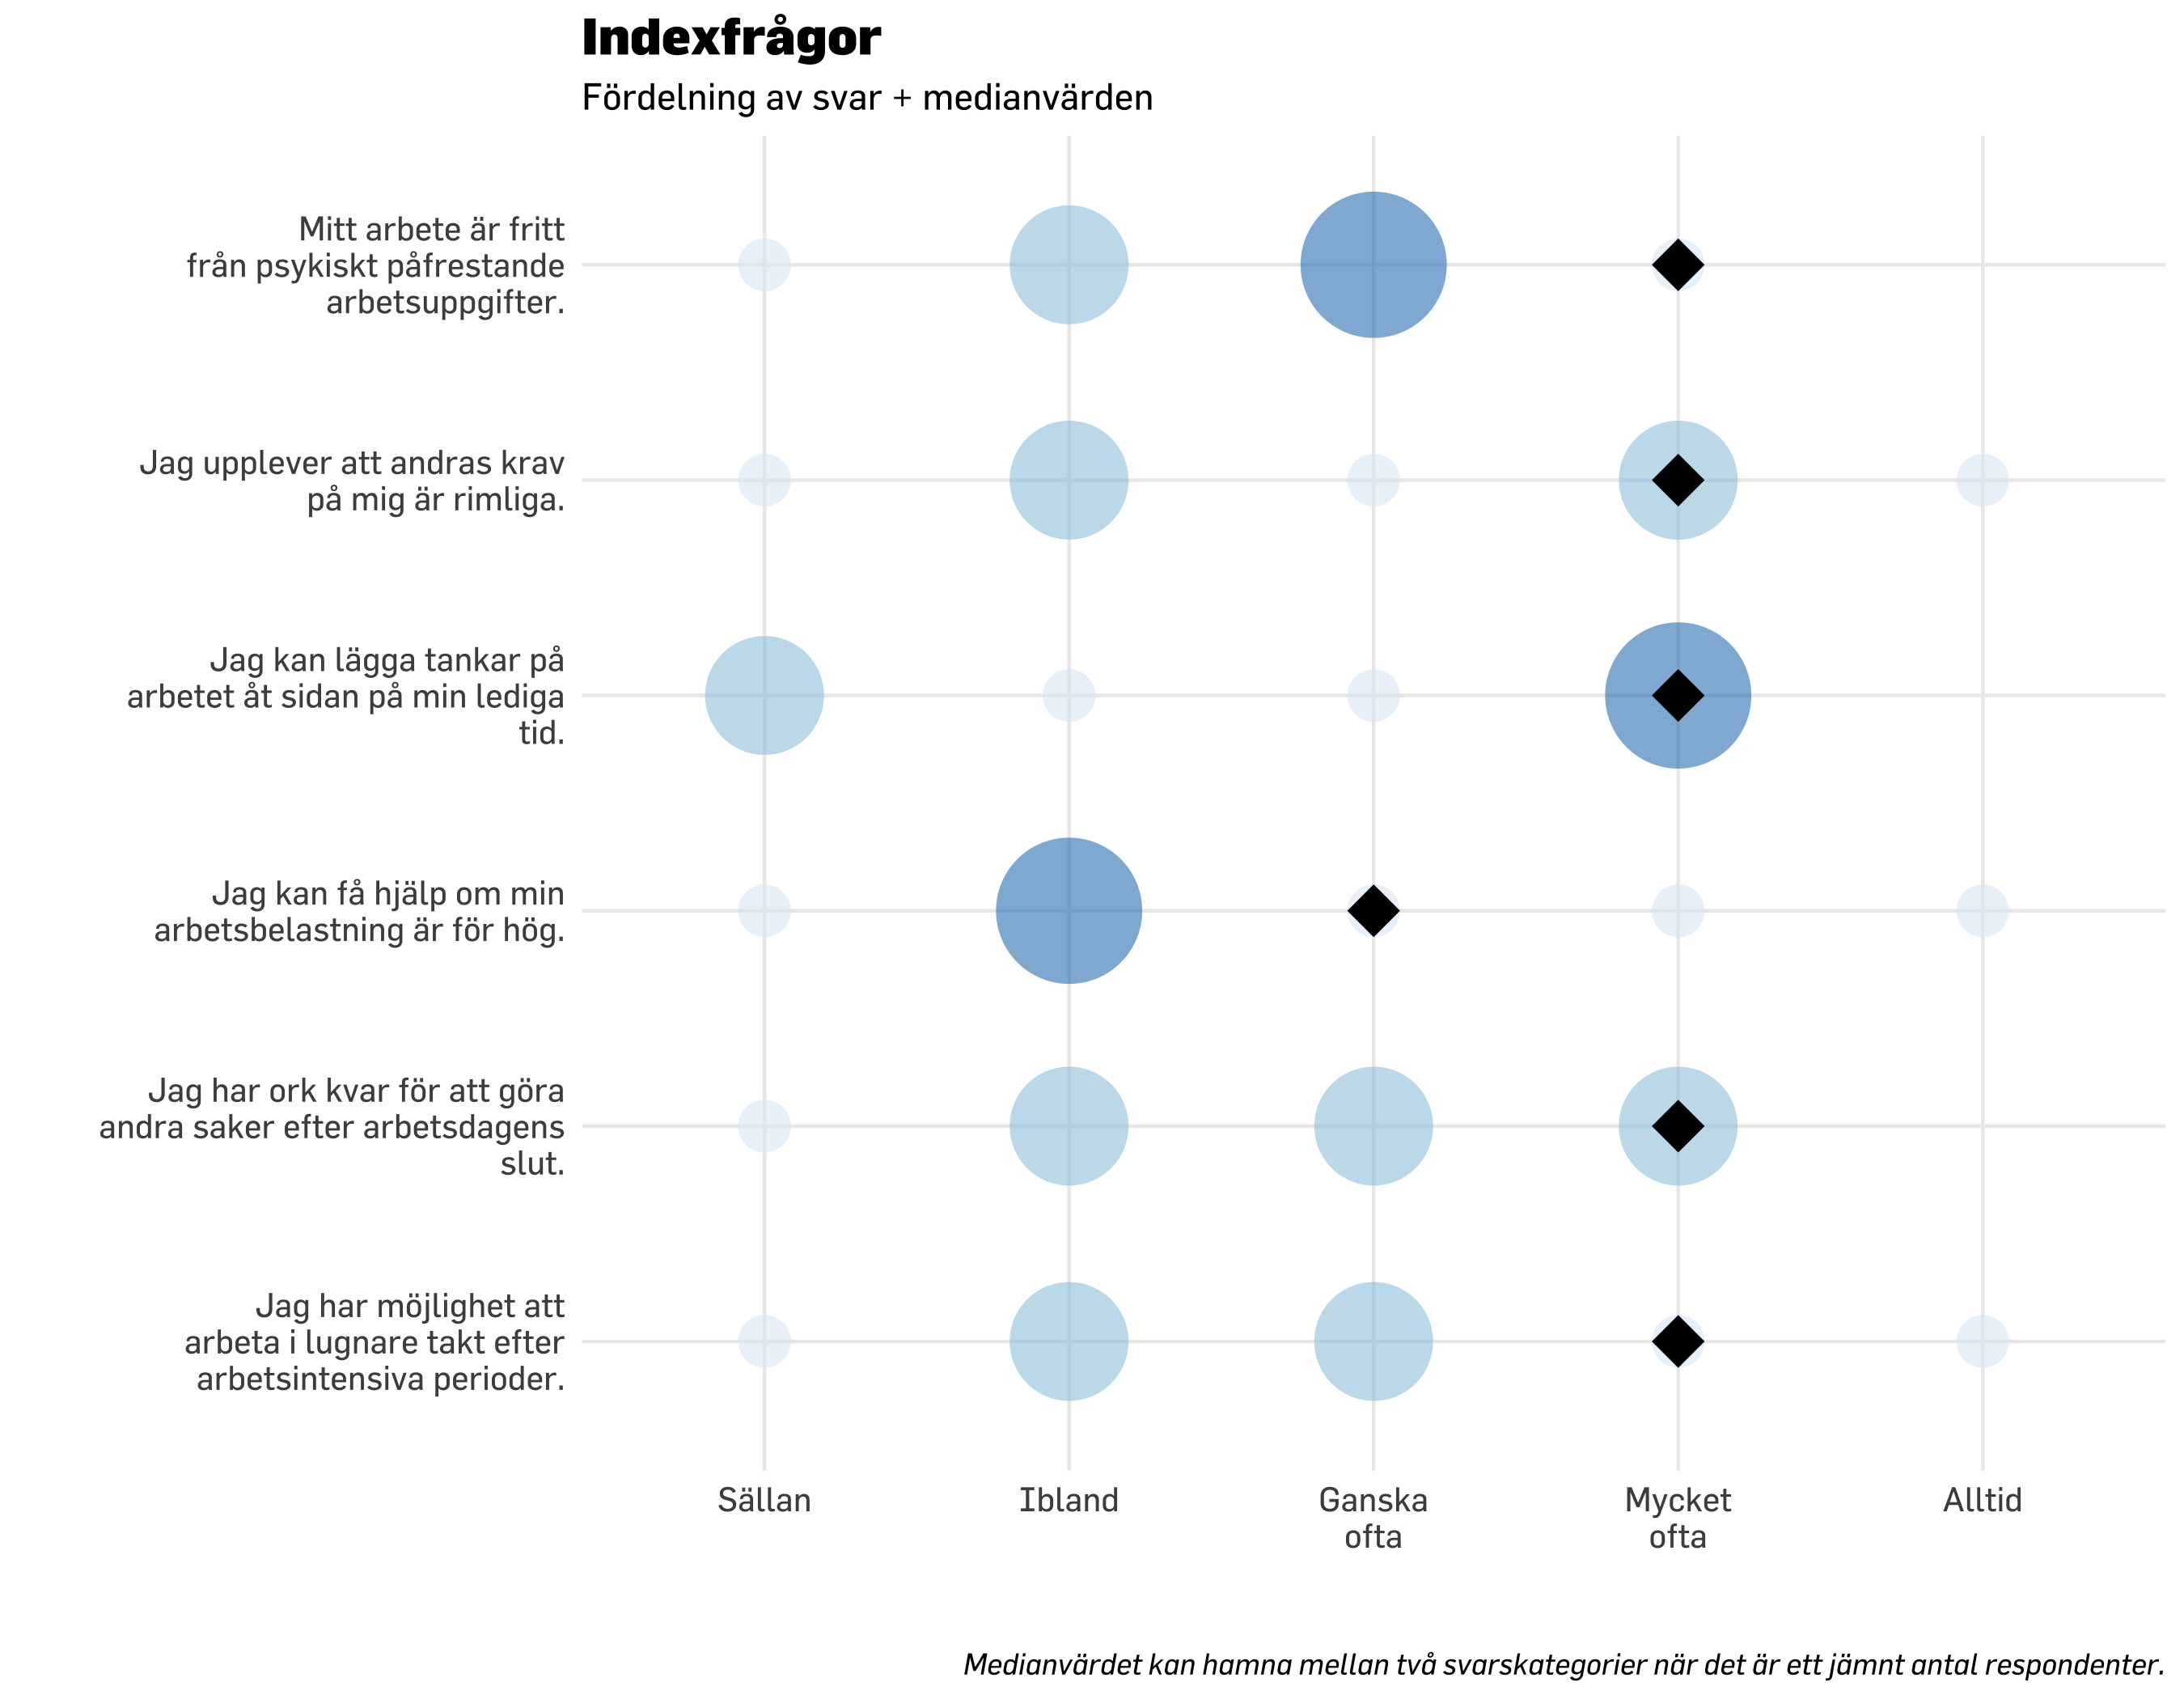 Indexfrågor
Fördelning av svar + medianvärden
Mitt arbete är fritt
från psykiskt påfrestande
arbetsuppgifter.
Jag upplever att andras krav
på mig är rimliga.
Jag kan lägga tankar på
arbetet åt sidan på min lediga
tid.
Jag kan få hjälp om min
arbetsbelastning är för hög.
Jag har ork kvar för att göra
andra saker efter arbetsdagens
slut.
Jag har möjlighet att
arbeta i lugnare takt efter
arbetsintensiva perioder.
Sällan
Ibland
Ganska
ofta
Mycket
ofta
Alltid
Medianvärdet kan hamna mellan två svarskategorier när det är ett jämnt antal respondenter.